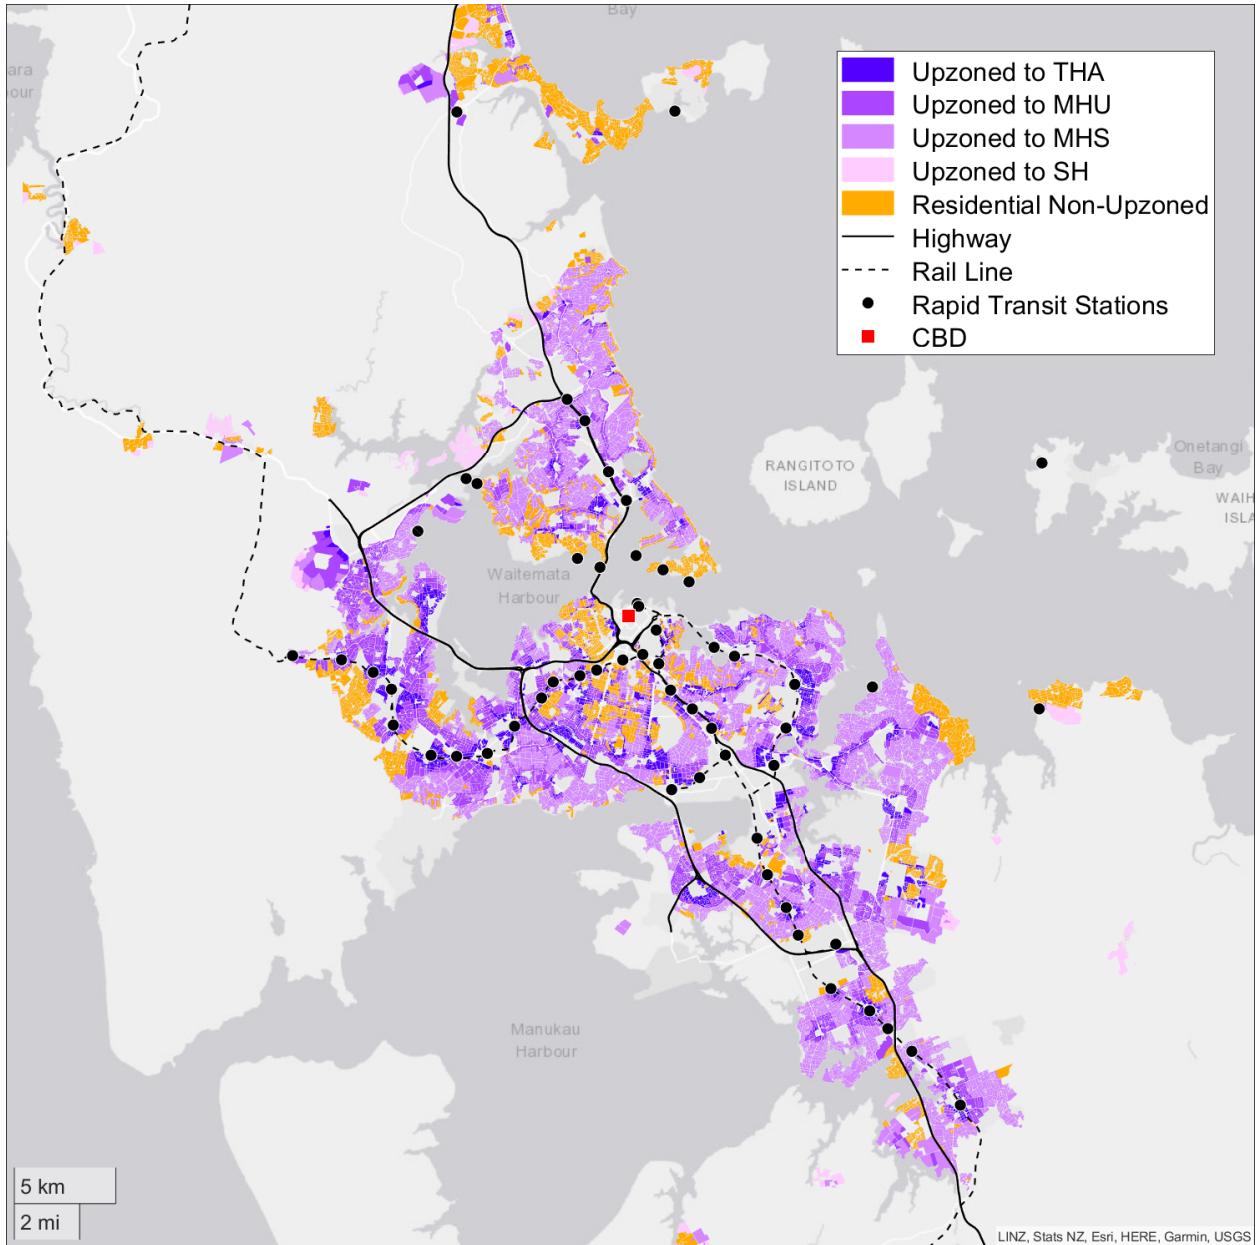 Bay
ara
our
Upzoned to THA
Upzoned to MHU
Upzoned to MHS
Upzoned to SH
Residential Non-Upzoned
Highway
Rail Line
Rapid Transit Stations
CBD
RANGITOTO
ISLAND
Onetangi
Bay
WAIH
ISLA
Waitemata
Harbour
Manukau
Harbour
5 km
2 mi
LINZ, Stats NZ, Esri, HERE, Garmin, USGS